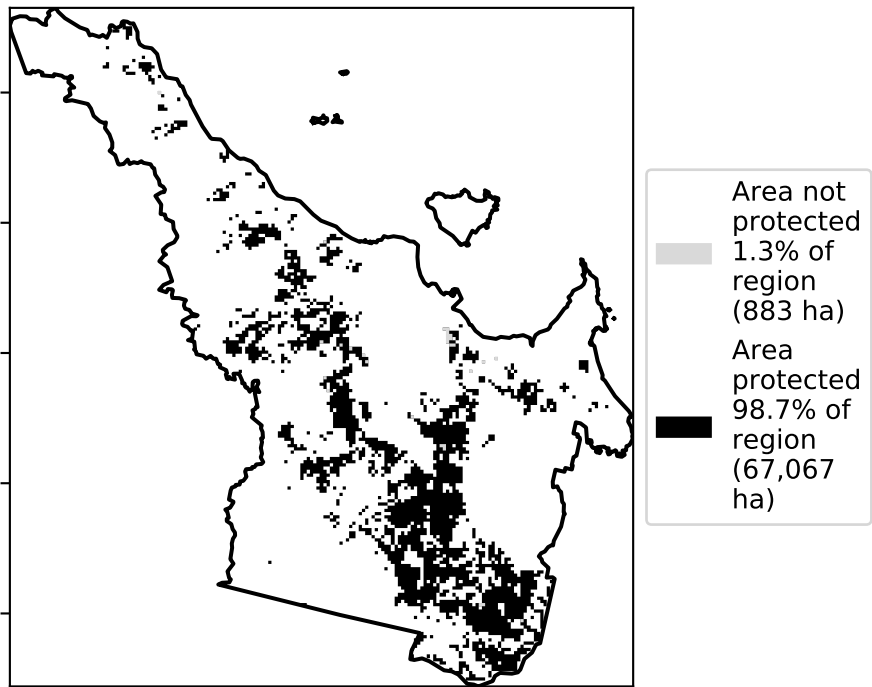 Area not
protected
1.3% of
region
(883 ha)
Area
protected
98.7% of
region
(67,067
ha)